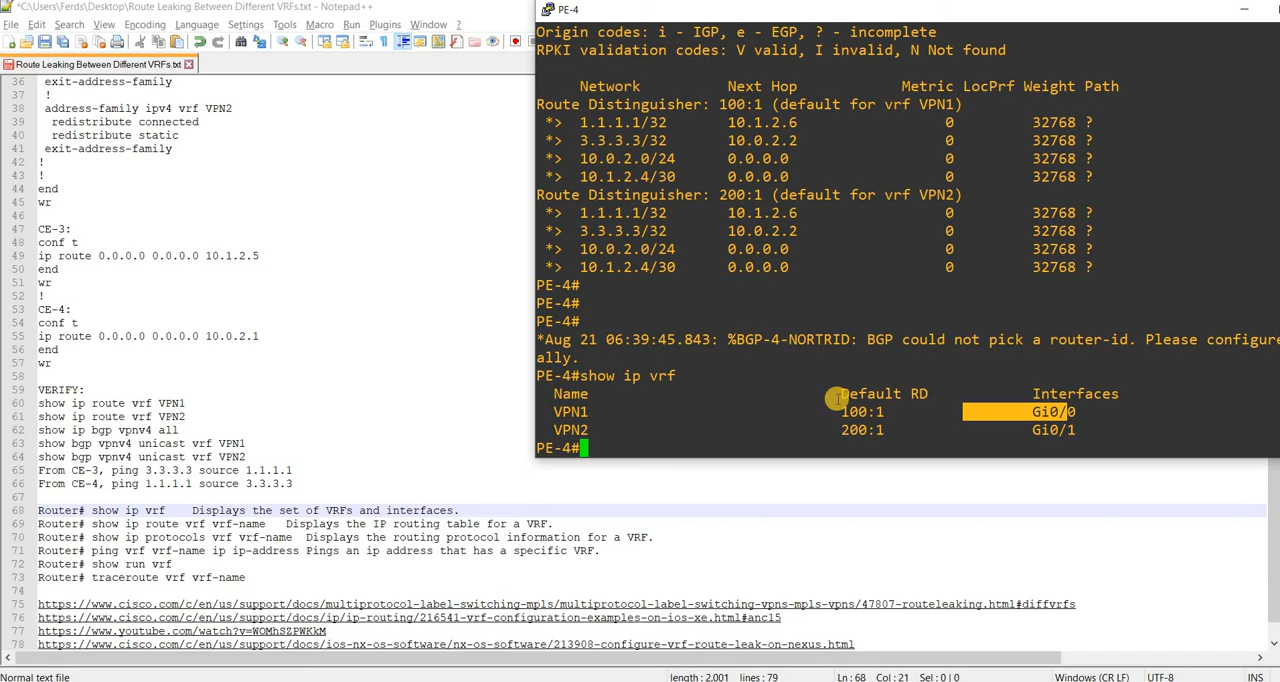 *C:\Users\Ferds\Desktop\Route Leaking Between Different VRFs.txt - Notepad++
File Edit Search View Encoding Language Settings Tools Macro Run Plugins Window ?
Route Leaking Between Different VRFs.txt
36 exit-address-family
37 !
38 address-family ipv4 vrf VPN2
39 redistribute connected
40 redistribute static
41 exit-address-family
42 !
43 !
44 end
45 wr
46
47 CE-3:
48 conf t
49 ip route 0.0.0.0 0.0.0.0 10.1.2.5
50 end
51 wr
52 !
53 CE-4:
54 conf t
55 ip route 0.0.0.0 0.0.0.0 10.0.2.1
56 end
57 wr
58
59 VERIFY:
60 show ip route vrf VPN1
61 show ip route vrf VPN2
62 show ip bgp vpnv4 all
63 show bgp vpnv4 unicast vrf VPN1
64 show bgp vpnv4 unicast vrf VPN2
65 From CE-3, ping 3.3.3.3 source 1.1.1.1
66 From CE-4, ping 1.1.1.1 source 3.3.3.3
67
68 Router# show ip vrf Displays the set of VRFs and interfaces.
69 Router# show ip route vrf vrf-name Displays the IP routing table for a VRF.
70 Router# show ip protocols vrf vrf-name Displays the routing protocol information for a VRF.
71 Router# ping vrf vrf-name ip ip-address Pings an ip address that has a specific VRF.
72 Router# show run vrf
73 Router# traceroute vrf vrf-name
74
75 https://www.cisco.com/c/en/us/support/docs/multiprotocol-label-switching-mpls/multiprotocol-label-switching-vpns-mpls-vpns/47807-routeleaking.html#diffvrfs
76 https://www.cisco.com/c/en/us/support/docs/ip/ip-routing/216541-vrf-configuration-examples-on-ios-xe.html#anc15
77 https://www.youtube.com/watch?v=WOMhSZPWKkM
78 https://www.cisco.com/c/en/us/support/docs/ios-nx-os-software/nx-os-software/213908-configure-vrf-route-leak-on-nexus.html
Normal text file length : 2,001 lines : 79 Ln : 68 Col : 21 Sel : 0 | 0 Windows (CR LF) UTF-8 INS
PE-4
Origin codes: i - IGP, e - EGP, ? - incomplete
RPKI validation codes: V valid, I invalid, N Not found
Network Next Hop Metric LocPrf Weight Path
Route Distinguisher: 100:1 (default for vrf VPN1)
*> 1.1.1.1/32 10.1.2.6 0 32768 ?
*> 3.3.3.3/32 10.0.2.2 0 32768 ?
*> 10.0.2.0/24 0.0.0.0 0 32768 ?
*> 10.1.2.4/30 0.0.0.0 0 32768 ?
Route Distinguisher: 200:1 (default for vrf VPN2)
*> 1.1.1.1/32 10.1.2.6 0 32768 ?
*> 3.3.3.3/32 10.0.2.2 0 32768 ?
*> 10.0.2.0/24 0.0.0.0 0 32768 ?
*> 10.1.2.4/30 0.0.0.0 0 32768 ?
PE-4#
PE-4#
PE-4#
*Aug 21 06:39:45.843: %BGP-4-NORTRID: BGP could not pick a router-id. Please configure
ally.
PE-4#show ip vrf
Name Default RD Interfaces
VPN1 100:1 Gi0/0
VPN2 200:1 Gi0/1
PE-4#